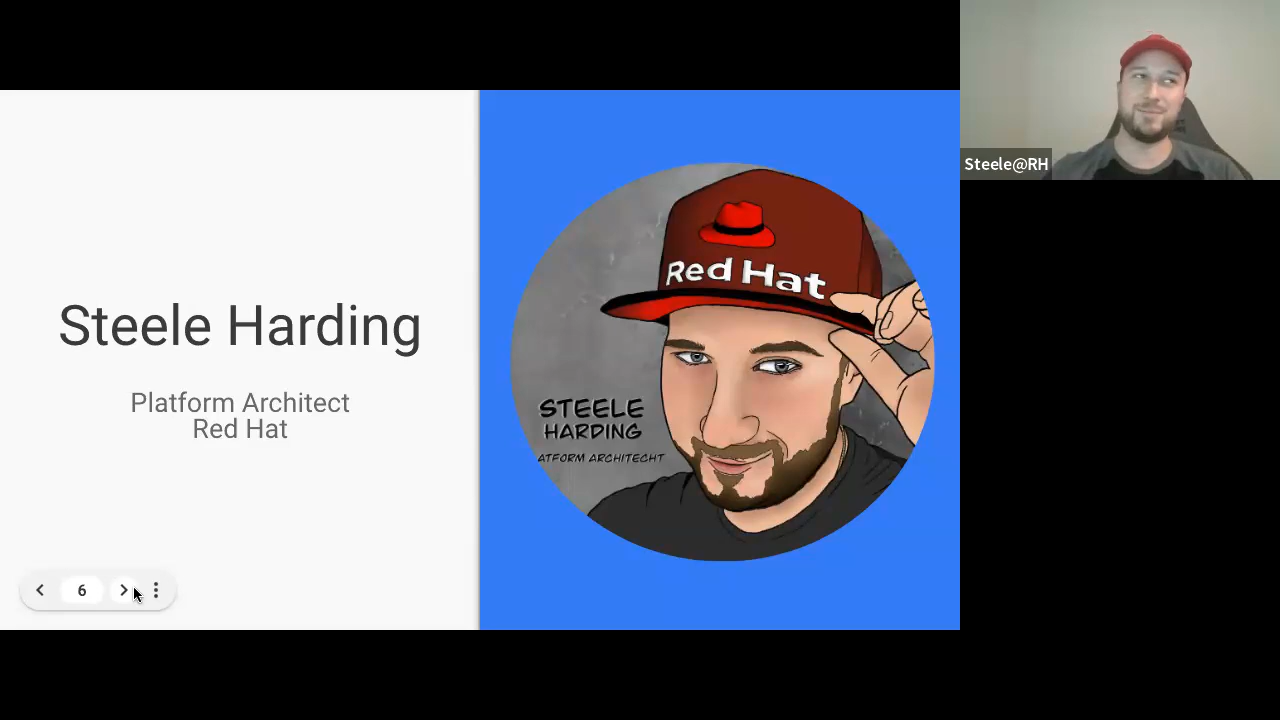 Steele Harding
Platform Architect
Red Hat
6
Red Hat
STEELE
HARDING
ATFORM ARCHITECHT
Steele@RH